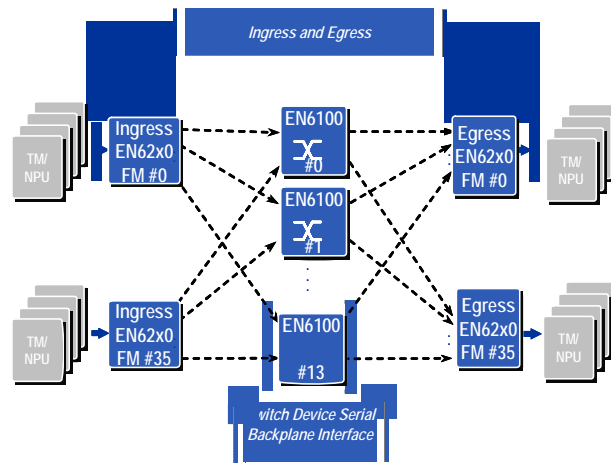 Ingress and Egress
Ingress
EN62x0
FM #0
EN6100
#0
Egress
EN62x0
FM #0
TM/
NPU
TM/
NPU
EN6100
#1
Ingress
EN62x0
FM #35
EN6100
#13
Egress
EN62x0
FM #35
TM/
NPU
TM/
NPU
witch Device Serial
Backplane Interface